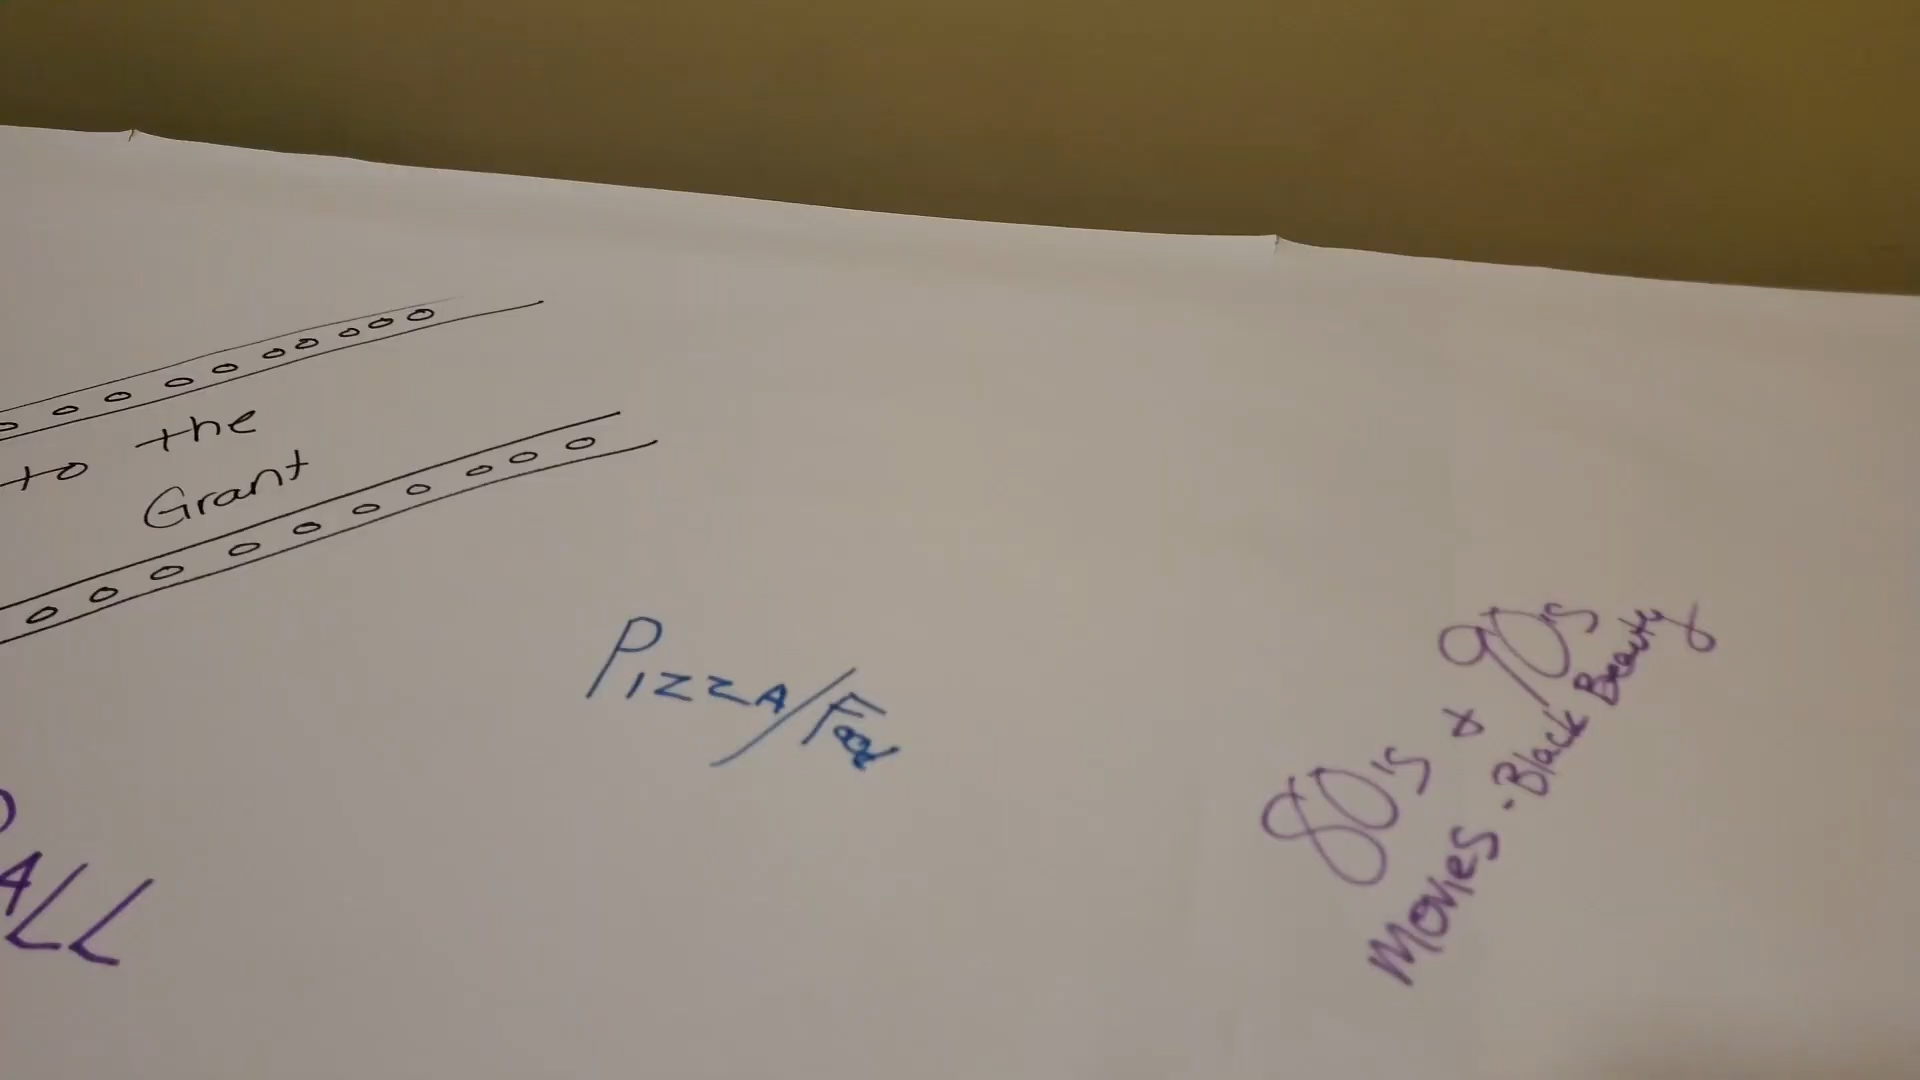 to the
Grant
Pizza/Food
80's & 90's
Movies - Black Beauty
ALL